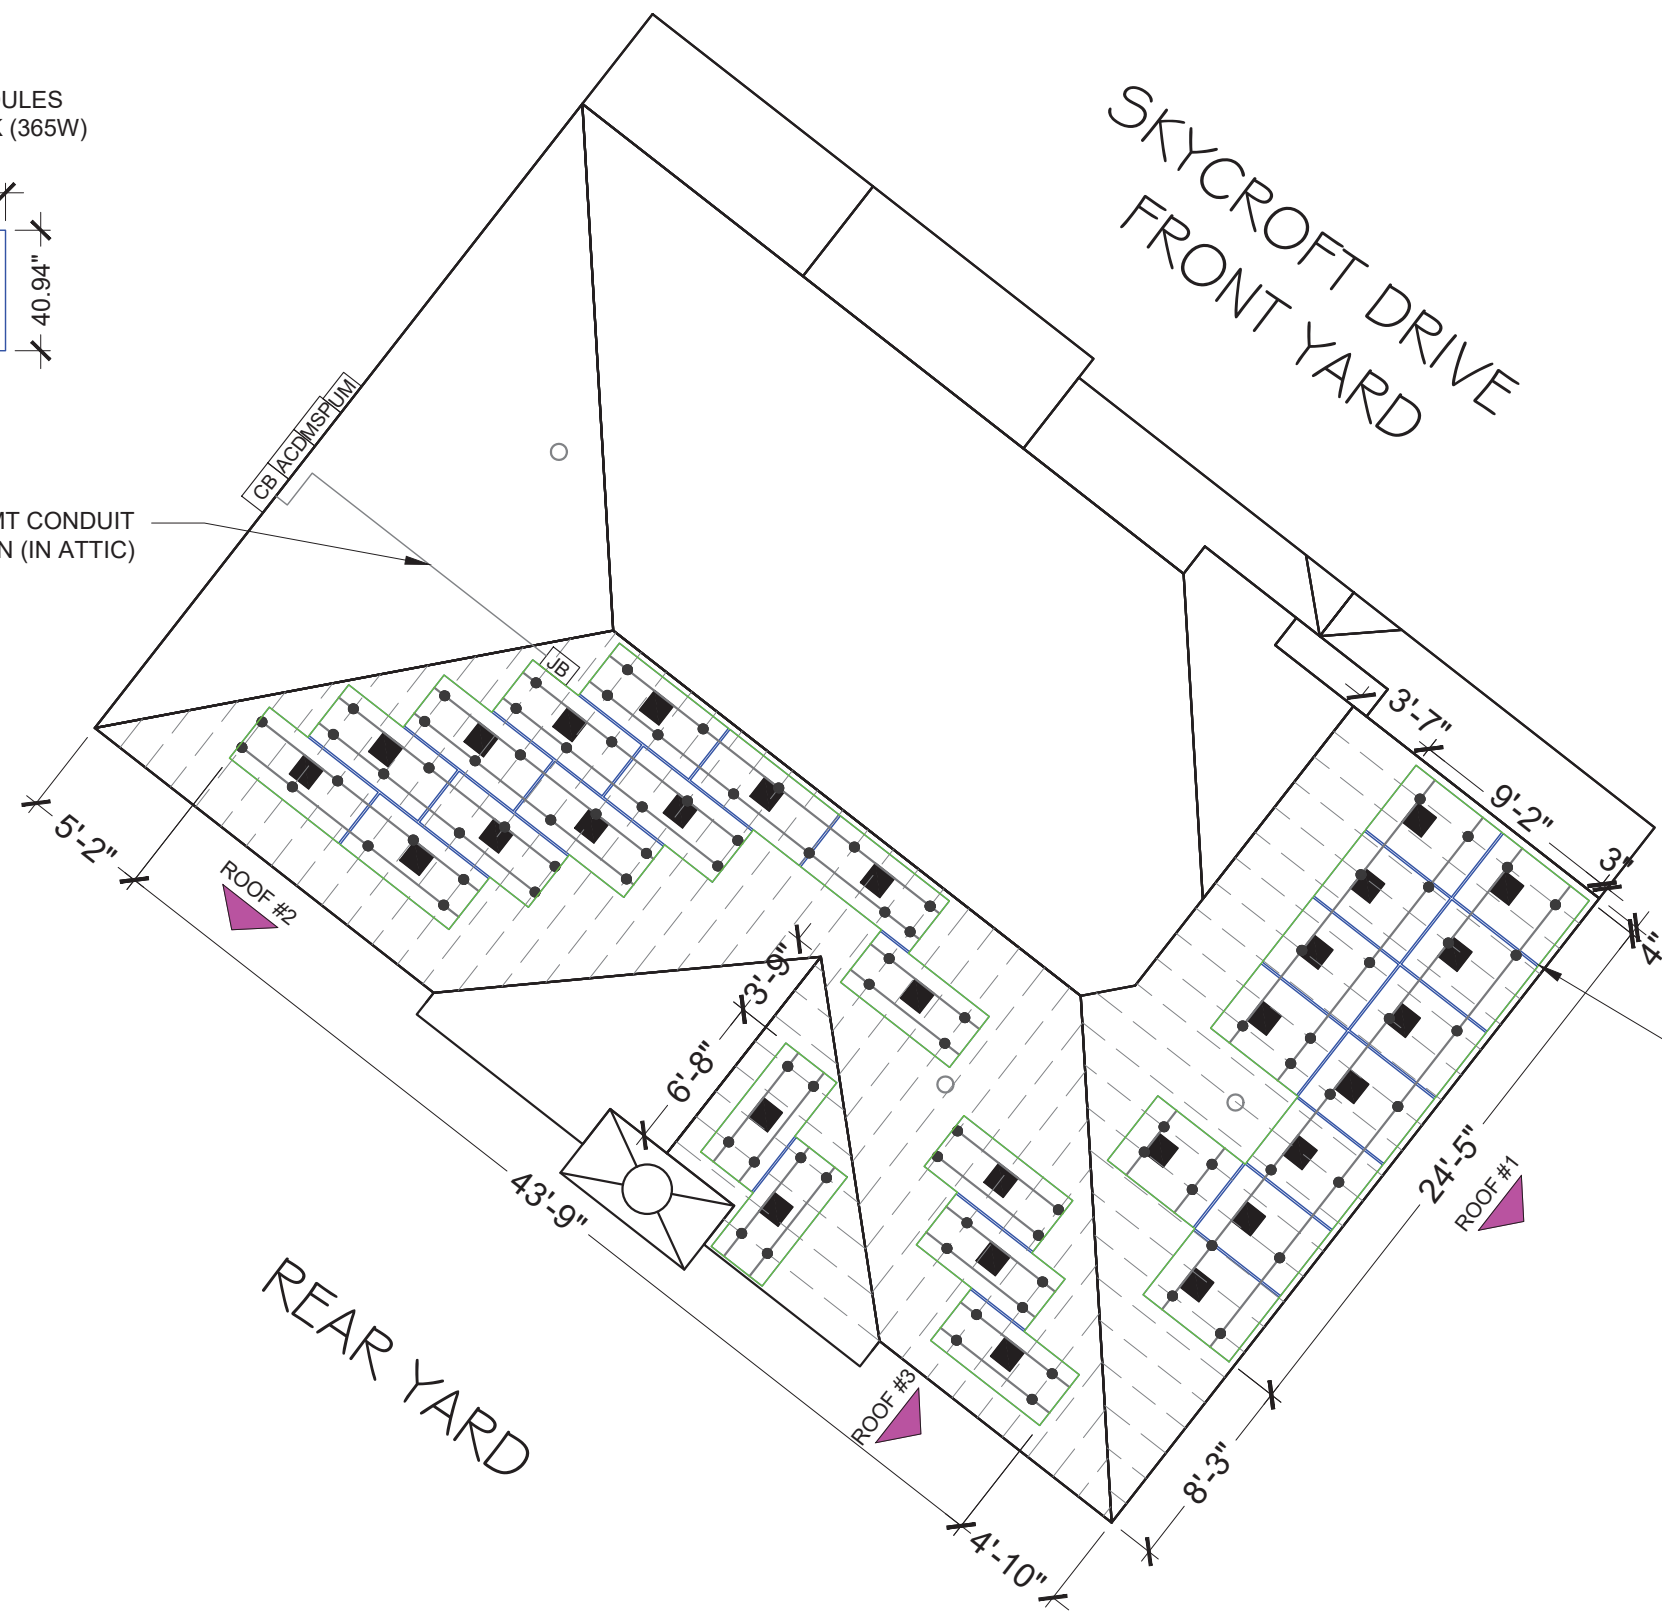 ULES
(365W)
40.94"
SKYCROFT DRIVE
FRONT YARD
UM
MSP
ACD
CB
MT CONDUIT
N (IN ATTIC)
JB
3'-7"
9'-2"
3"
4"
5'-2"
ROOF #2
3'-9"
6'-8"
43'-9"
24'-5"
ROOF #1
REAR YARD
ROOF #3
8'-3"
4'-10"